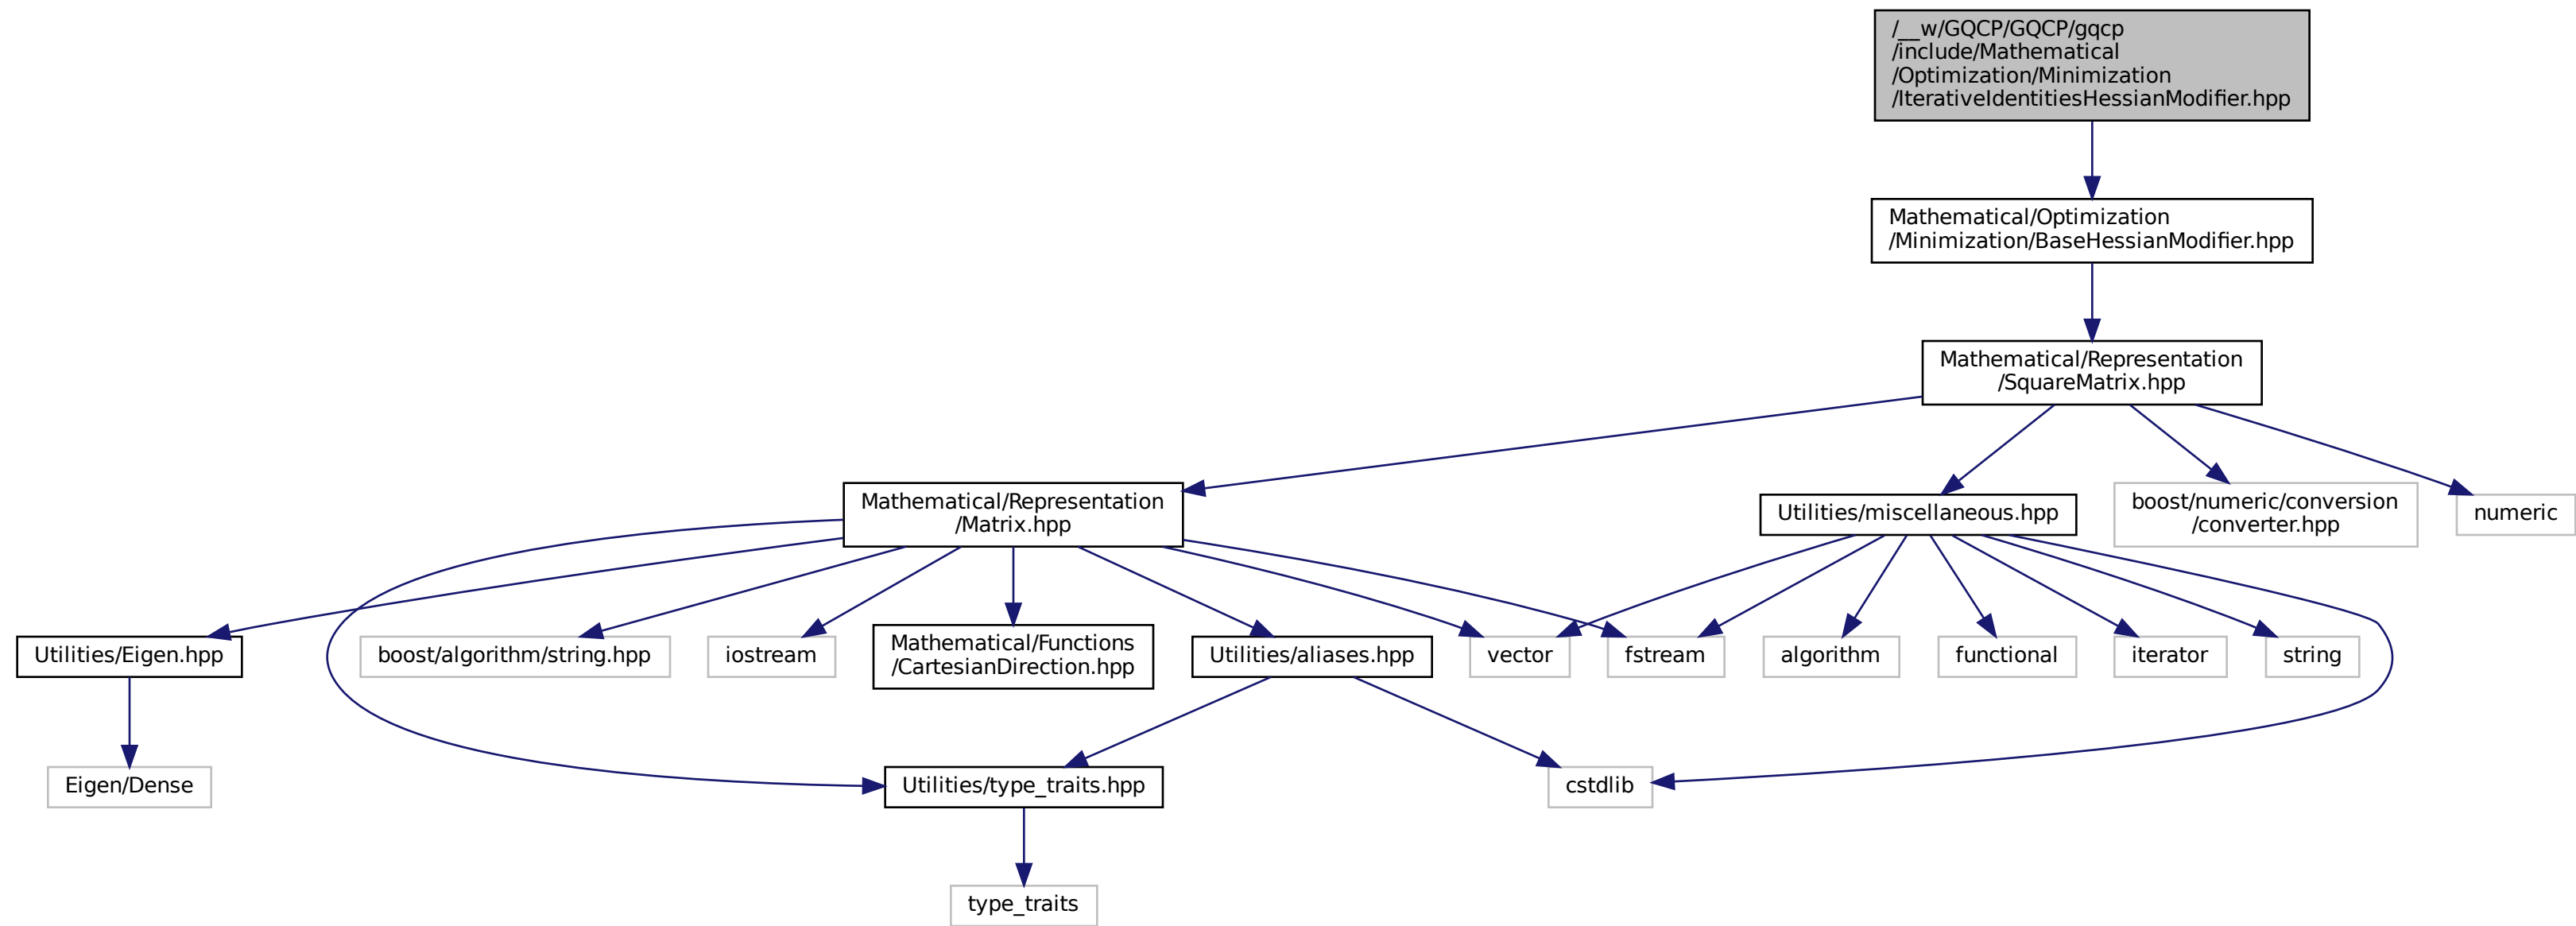 /__w/GQCP/GQCP/gqcp
/include/Mathematical
/Optimization/Minimization
/IterativeIdentitiesHessianModifier.hpp
Mathematical/Optimization
/Minimization/BaseHessianModifier.hpp
Mathematical/Representation
/SquareMatrix.hpp
Mathematical/Representation
/Matrix.hpp
Utilities/miscellaneous.hpp
boost/numeric/conversion
/converter.hpp
numeric
Utilities/Eigen.hpp
boost/algorithm/string.hpp
iostream
Mathematical/Functions
/CartesianDirection.hpp
Utilities/aliases.hpp
vector
fstream
algorithm
functional
iterator
string
Eigen/Dense
Utilities/type_traits.hpp
cstdlib
type_traits